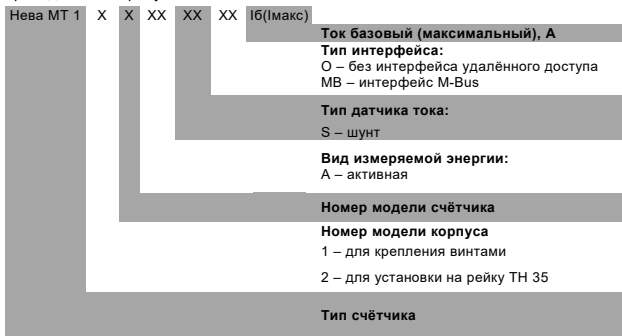 Нева МТ 1 X X XX XX XX Iб(Iмакс)
Ток базовый (максимальный), А
Тип интерфейса:
О – без интерфейса удалённого доступа
MB – интерфейс M-Bus
Тип датчика тока:
S – шунт
Вид измеряемой энергии:
А – активная
Номер модели счётчика
Номер модели корпуса
1 – для крепления винтами
2 – для установки на рейку ТН 35
Тип счётчика